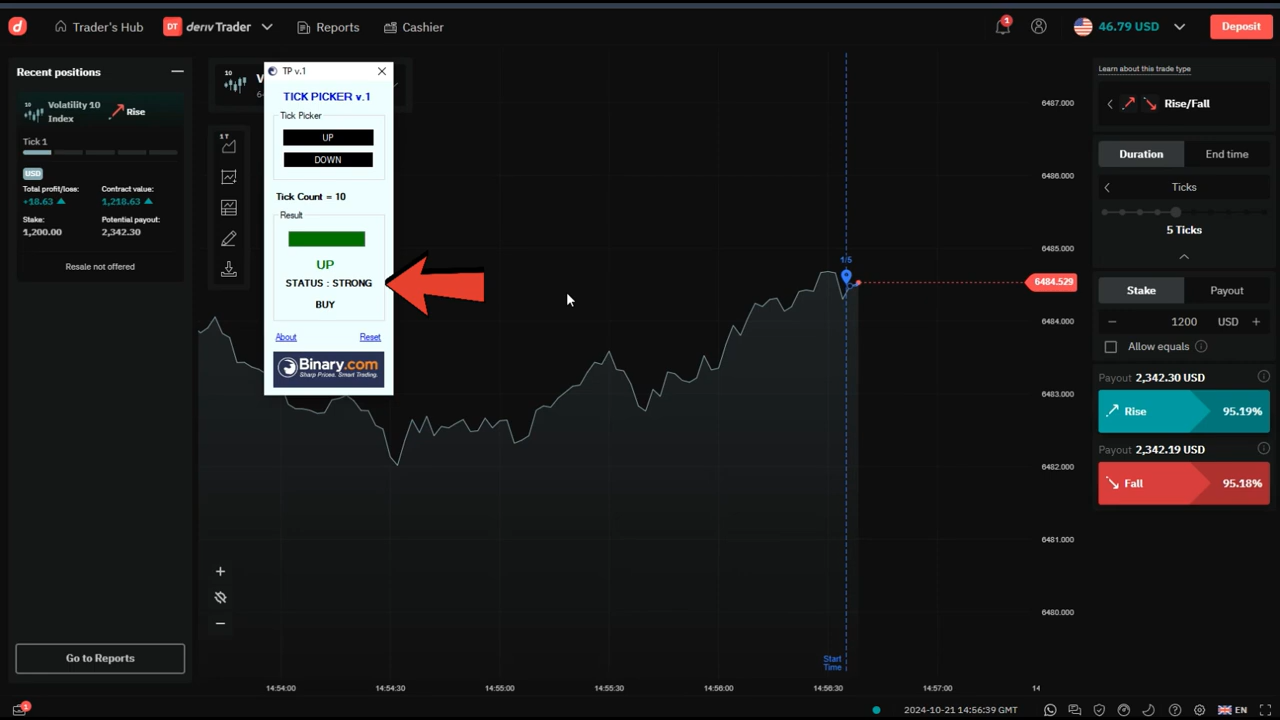 Trader's Hub
DT deriv Trader
Reports
Cashier
1
46.79 USD
Deposit
Recent positions
10
Volatility 10
Index
Rise
Tick 1
USD
Total profit/loss:
Contract value:
+18.63
1,218.63
Stake:
Potential payout:
1,200.00
2,342.30
Resale not offered
Go to Reports
10
V
6
1 T
TP v.1
TICK PICKER v.1
Tick Picker
UP
DOWN
Tick Count = 10
Result
UP
STATUS : STRONG
BUY
About
Reset
Binary.com
Sharp Prices. Smart Trading.
1/5
Start
Time
6487.000
6486.000
6485.000
6484.529
6484.000
6483.000
6482.000
6481.000
6480.000
14:54:00
14:54:30
14:55:00
14:55:30
14:56:00
14:56:30
14:57:00
14
Learn about this trade type
Rise/Fall
Duration
End time
Ticks
5 Ticks
Stake
Payout
1200
USD
Allow equals
Payout 2,342.30 USD
Rise
95.19%
Payout 2,342.19 USD
Fall
95.18%
1
2024-10-21 14:56:39 GMT
EN